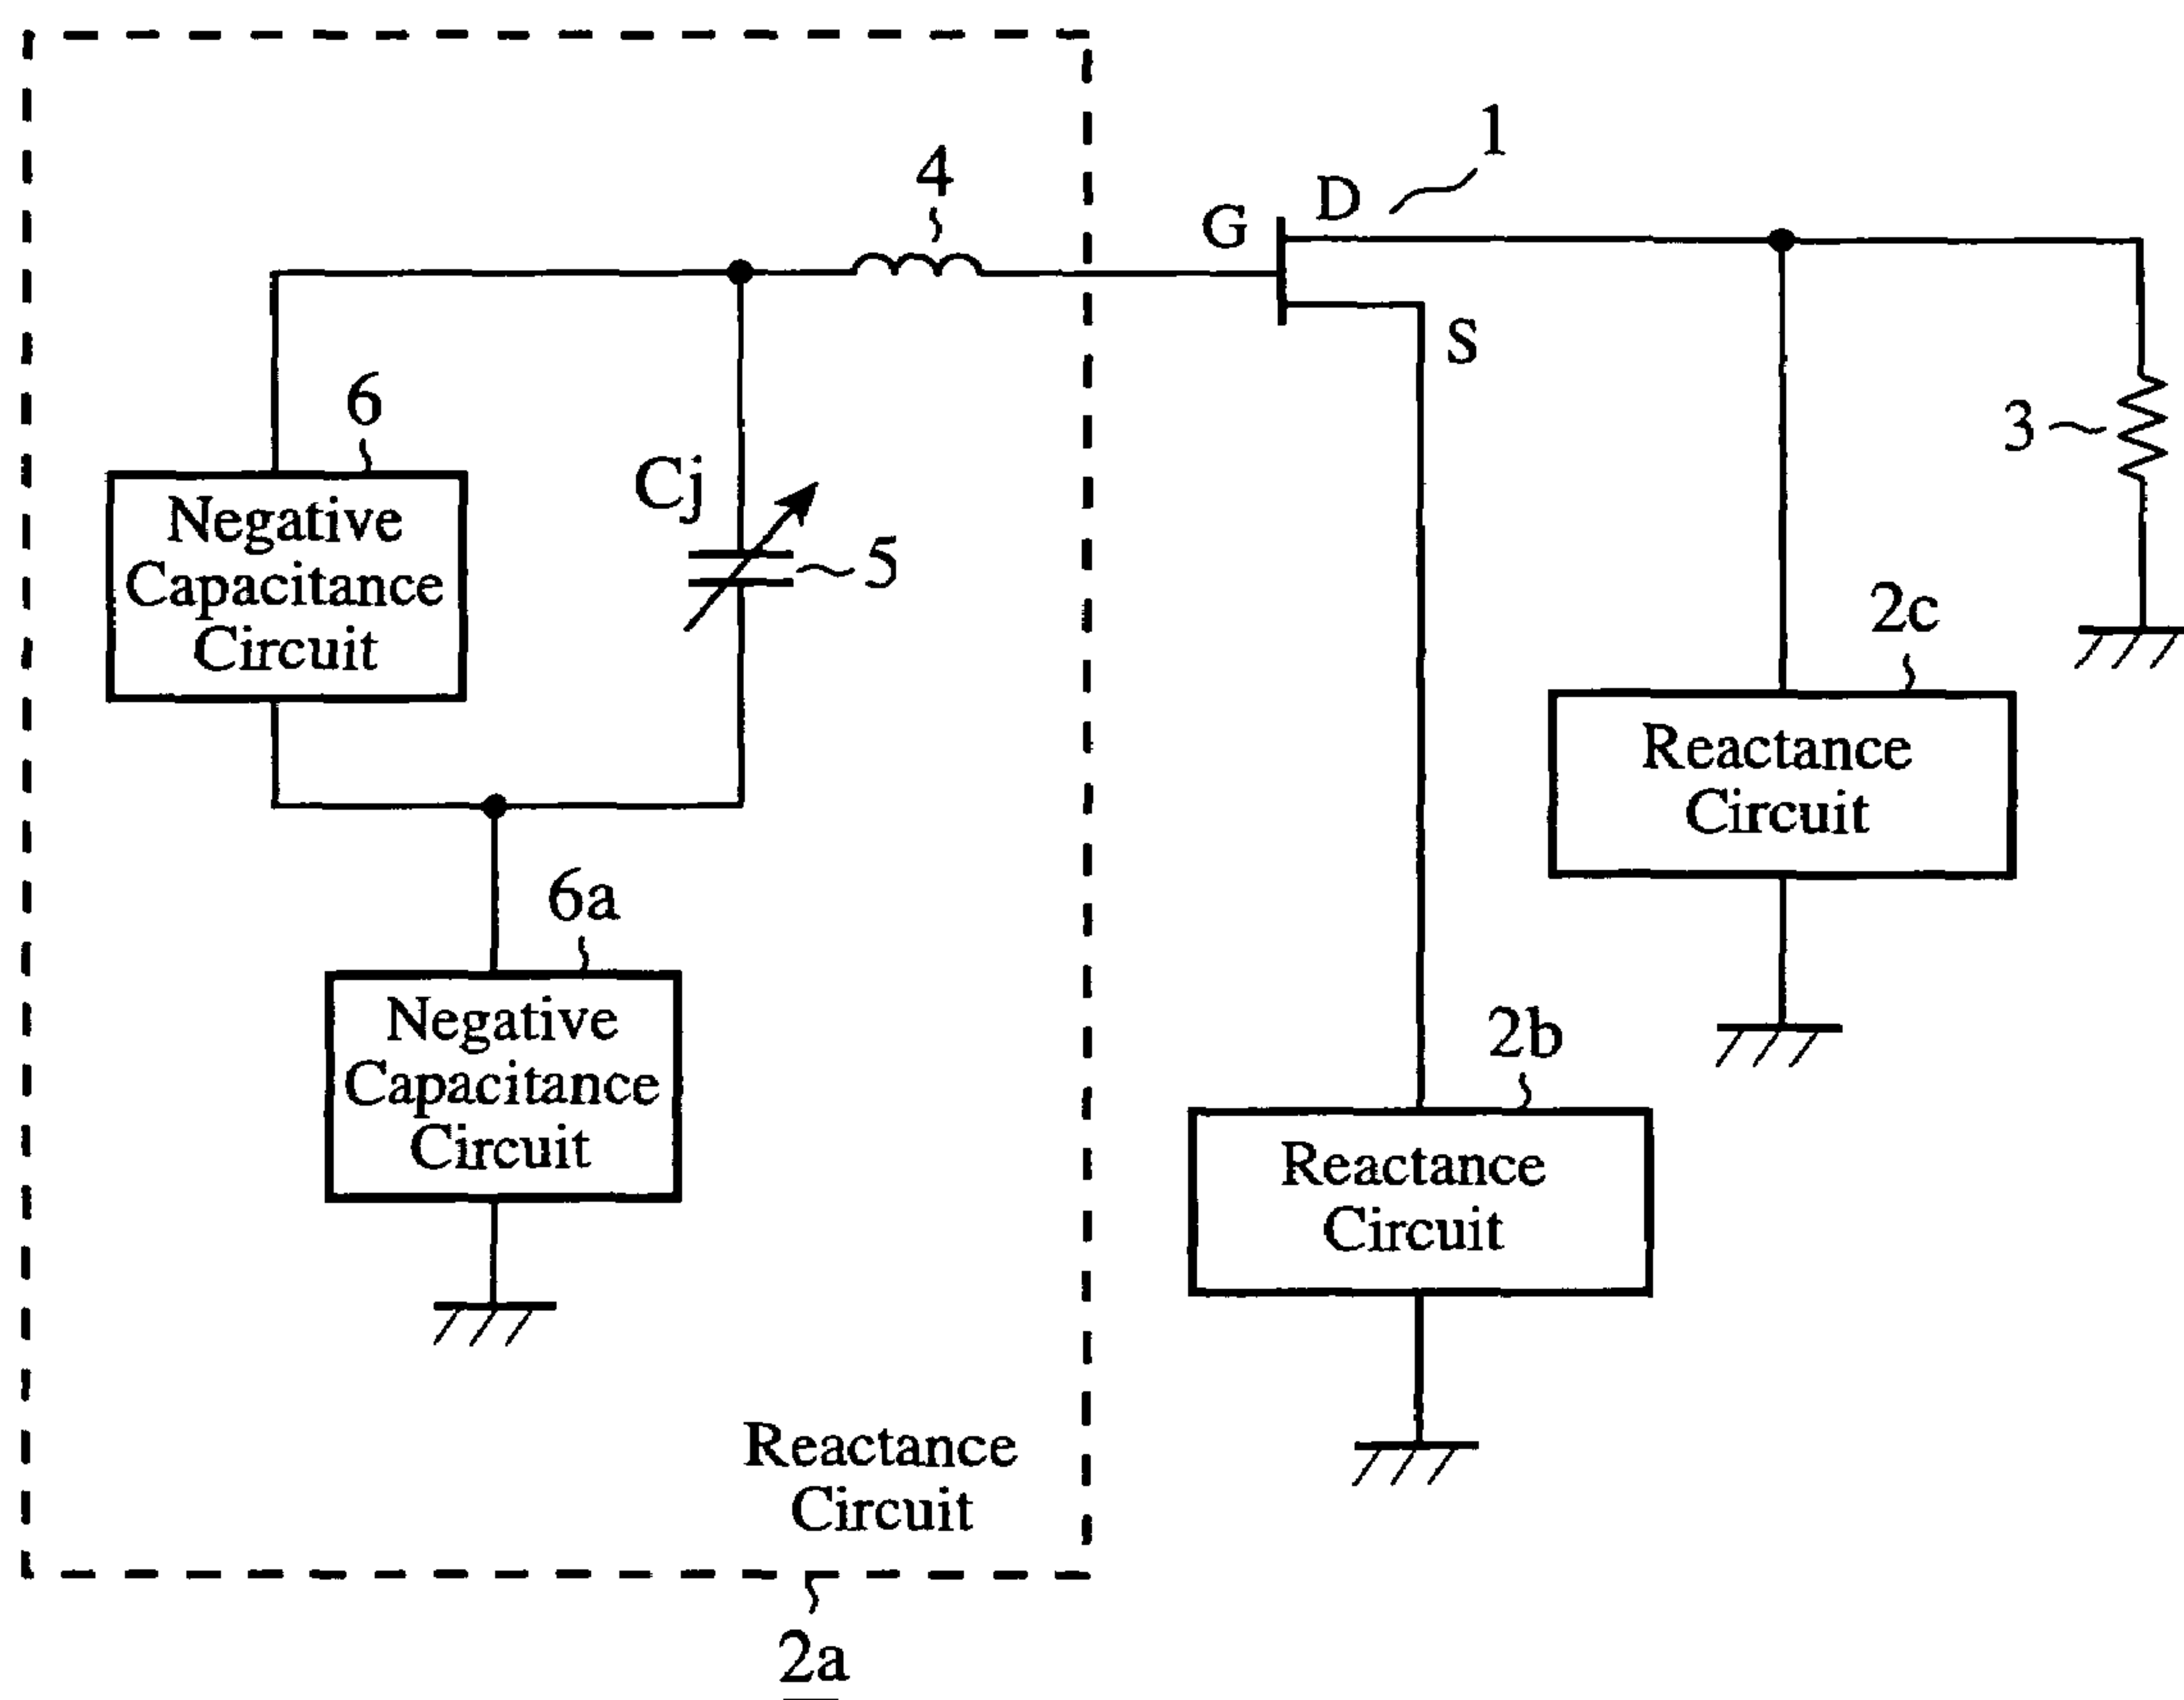 1
4
D
G
S
6
Cj
3
5
Negative
Capacitance
Circuit
2c
Reactance
Circuit
6a
Negative
Capacitance
Circuit
2b
Reactance
Circuit
Reactance
Circuit
2a